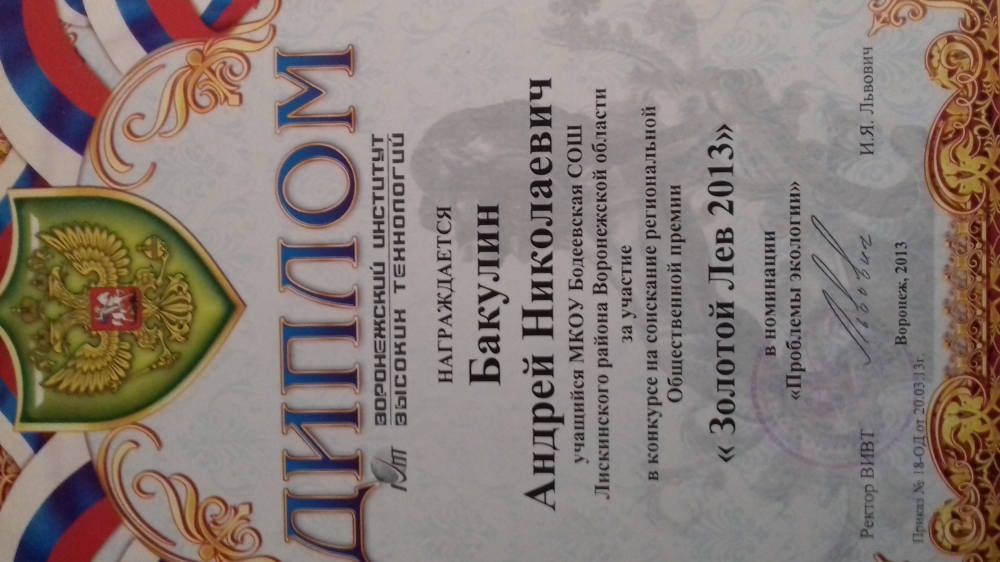 ДИПЛОМ
ВОРОНЕЖСКИЙ ИНСТИТУТ
ВЫСОКИХ ТЕХНОЛОГИЙ
НАГРАЖДАЕТСЯ
Бакулин
Андрей Николаевич
учащийся МКОУ Бодеевская СОШ
Лискинского района Воронежской области
за участие
в конкурсе на соискание региональной
Общественной премии
« Золотой Лев 2013»
в номинации
«Проблемы экологии»
Ректор ВИВТ И.Я. Львович
Воронеж, 2013
Приказ № 18-ОД от 20.03.13г.